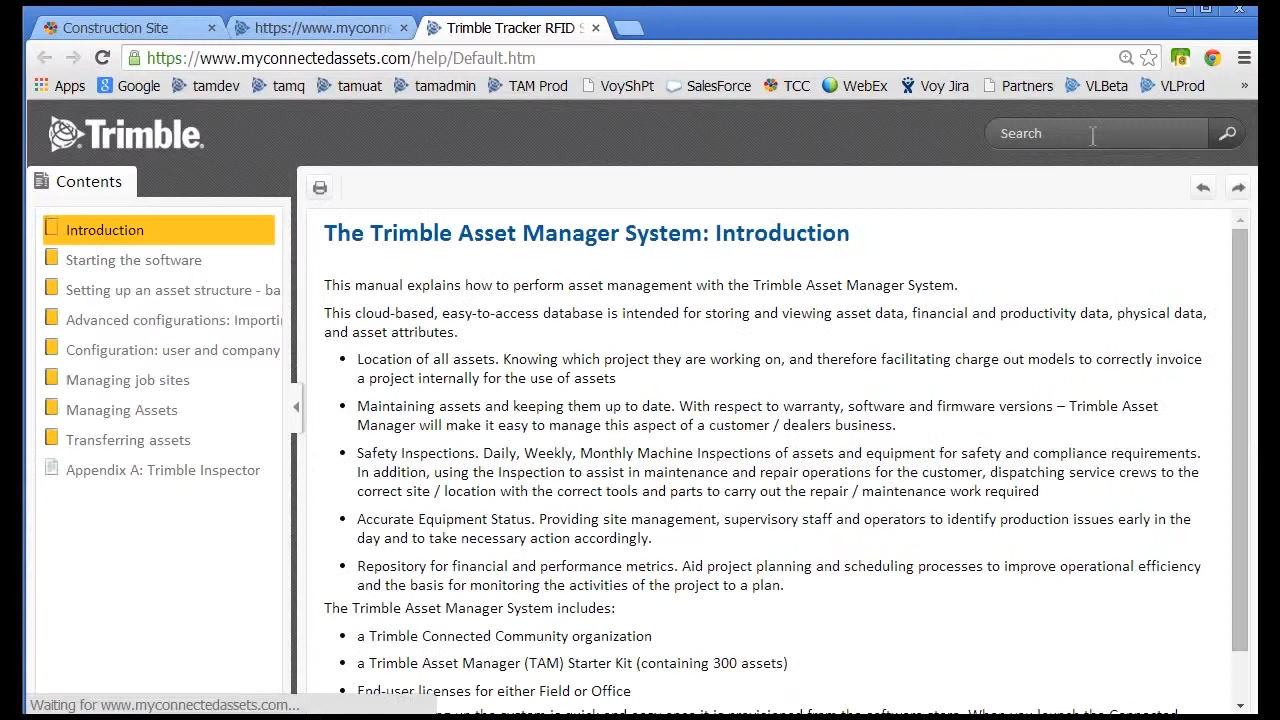 Construction Site
https://www.myconne
Trimble Tracker RFID S
https://www.myconnectedassets.com/help/Default.htm
Apps
Google
tamdev
tamq
tamuat
tamadmin
TAM Prod
VoyShPt
SalesForce
TCC
WebEx
Voy Jira
Partners
VLBeta
VLProd
»
Trimble.
Search
Contents
Introduction
Starting the software
Setting up an asset structure - ba
Advanced configurations: Importi
Configuration: user and company
Managing job sites
Managing Assets
Transferring assets
Appendix A: Trimble Inspector
The Trimble Asset Manager System: Introduction
This manual explains how to perform asset management with the Trimble Asset Manager System.
This cloud-based, easy-to-access database is intended for storing and viewing asset data, financial and productivity data, physical data,
and asset attributes.
• Location of all assets. Knowing which project they are working on, and therefore facilitating charge out models to correctly invoice
a project internally for the use of assets
• Maintaining assets and keeping them up to date. With respect to warranty, software and firmware versions – Trimble Asset
Manager will make it easy to manage this aspect of a customer / dealers business.
• Safety Inspections. Daily, Weekly, Monthly Machine Inspections of assets and equipment for safety and compliance requirements.
In addition, using the Inspection to assist in maintenance and repair operations for the customer, dispatching service crews to the
correct site / location with the correct tools and parts to carry out the repair / maintenance work required
• Accurate Equipment Status. Providing site management, supervisory staff and operators to identify production issues early in the
day and to take necessary action accordingly.
• Repository for financial and performance metrics. Aid project planning and scheduling processes to improve operational efficiency
and the basis for monitoring the activities of the project to a plan.
The Trimble Asset Manager System includes:
• a Trimble Connected Community organization
• a Trimble Asset Manager (TAM) Starter Kit (containing 300 assets)
• End-user licenses for either Field or Office
Waiting for www.myconnectedassets.com...